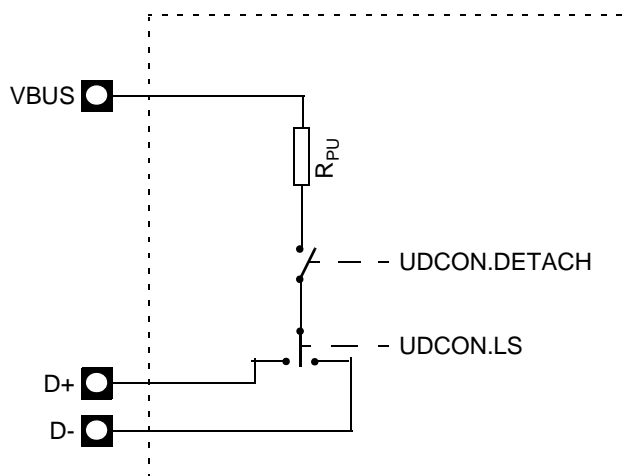 VBUS
RPU
UDCON.DETACH
UDCON.LS
D+
D-